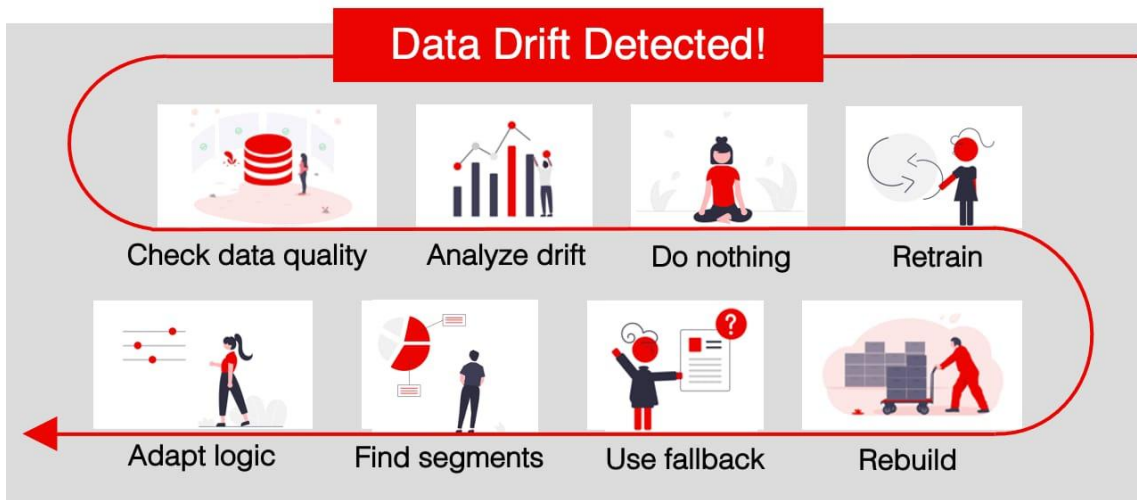 Data Drift Detected!
Check data quality
Analyze drift
Do nothing
Retrain
?
Adapt logic
Find segments
Use fallback
Rebuild